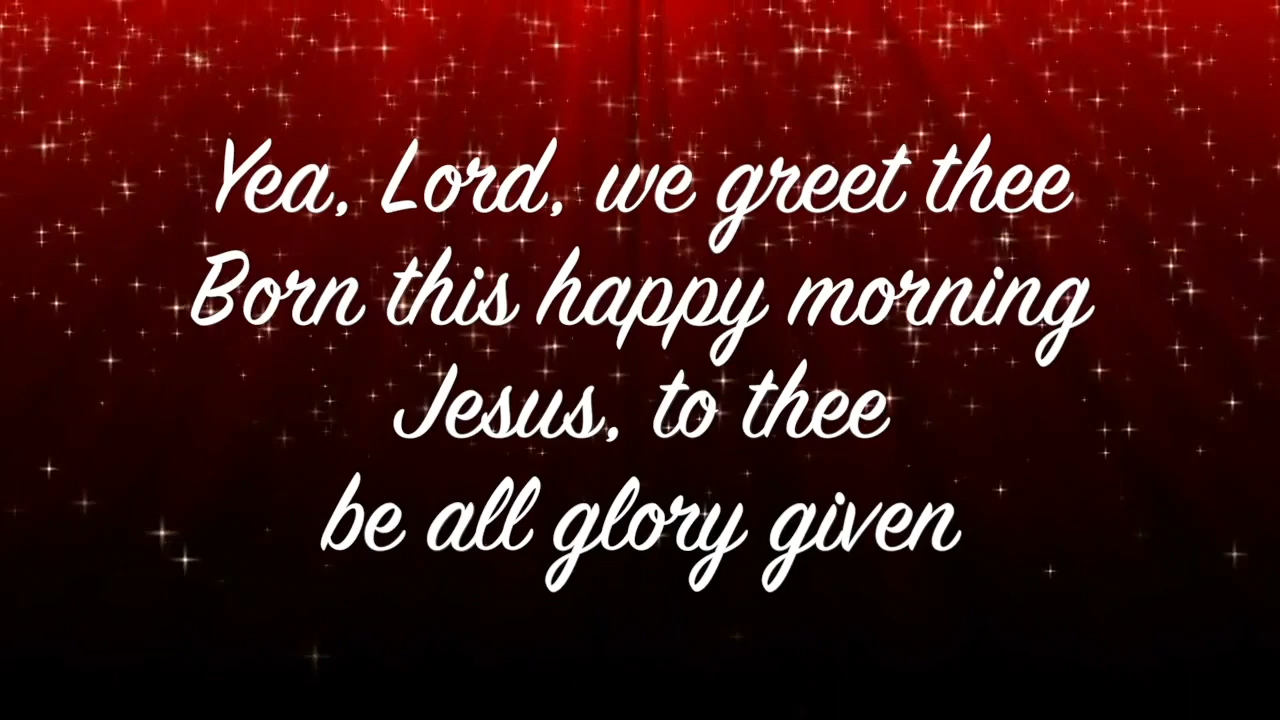 Yea, Lord, we greet thee
Born this happy morning
Jesus, to thee
be all glory given